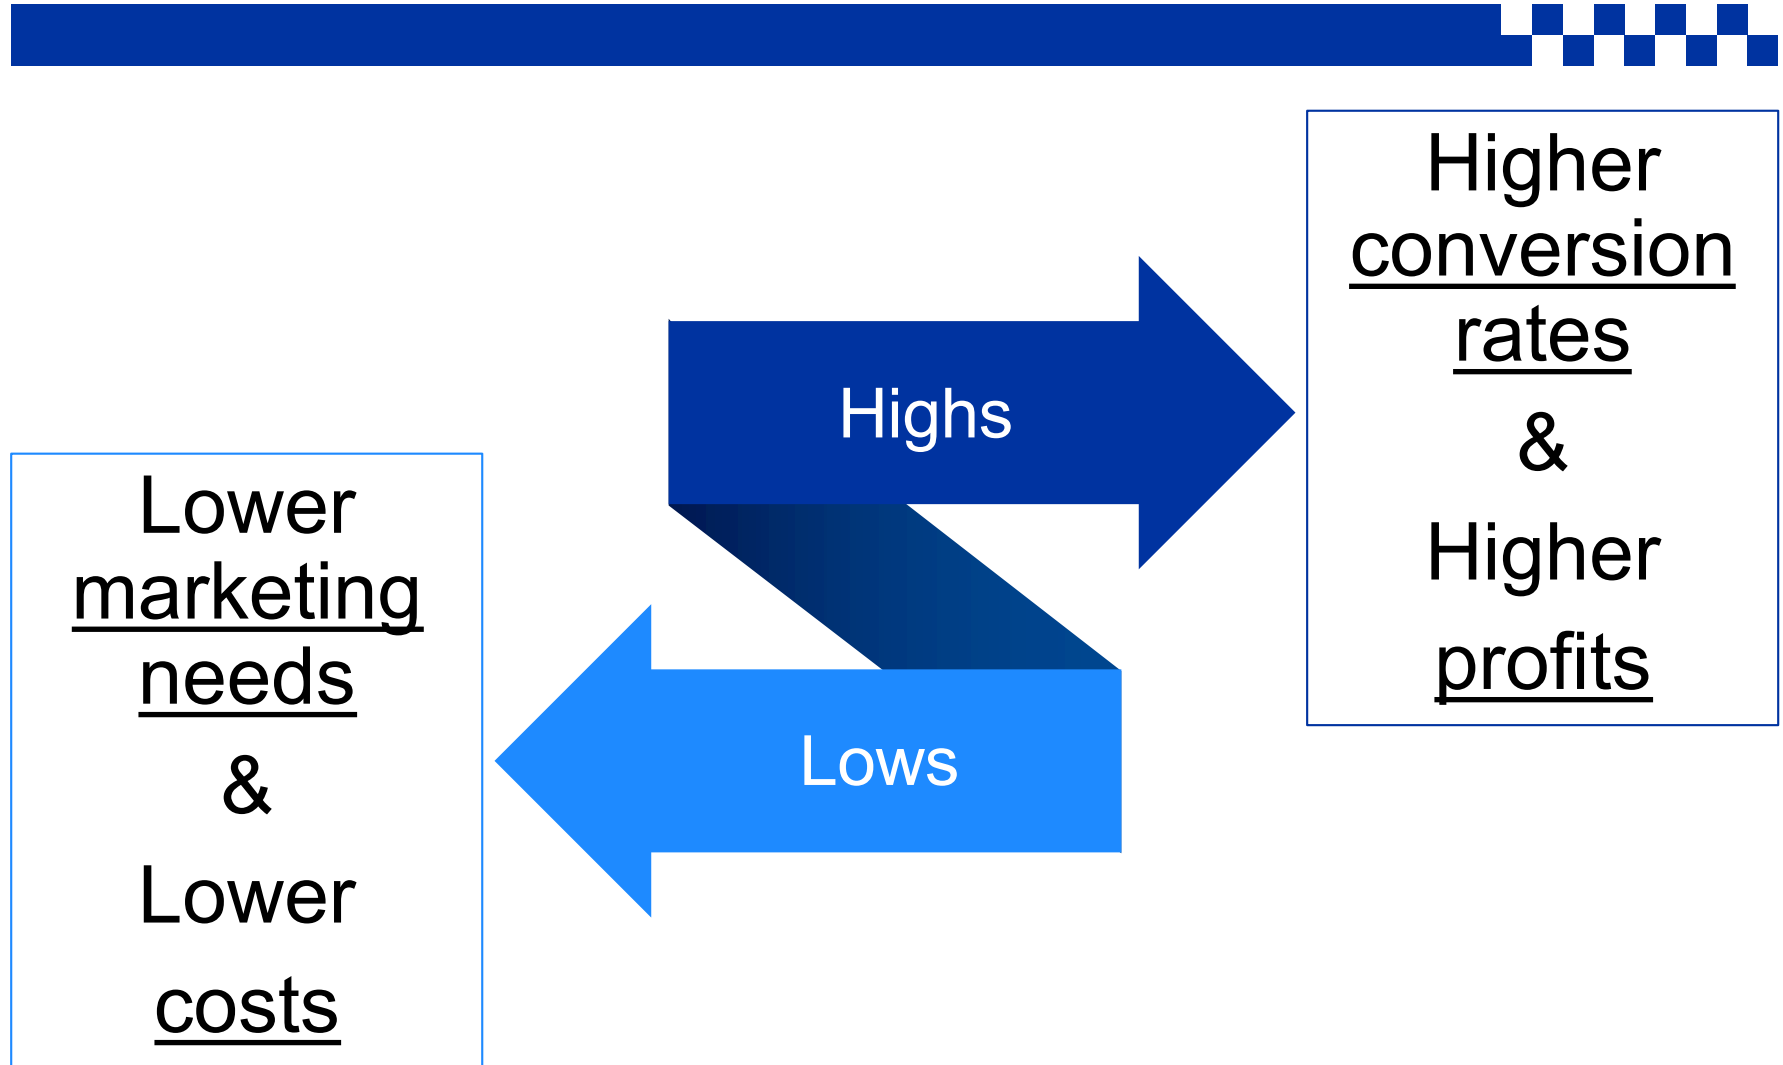 Higher
conversion
rates
&
Higher
profits
Highs
Lower
marketing
needs
&
Lower
costs
Lows